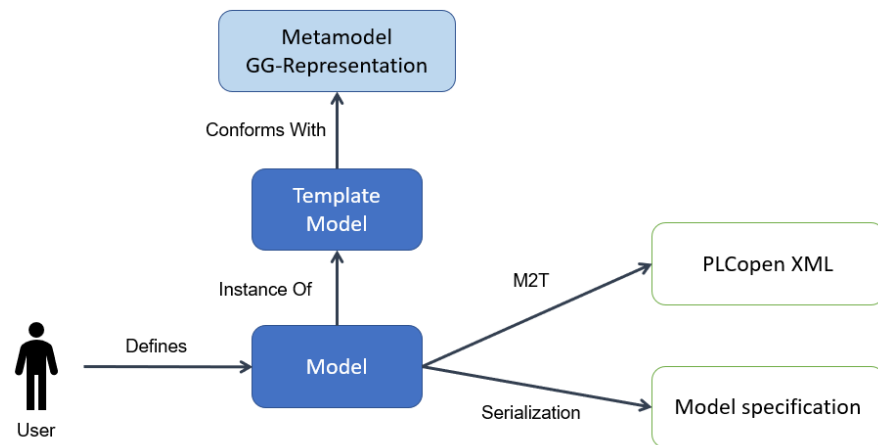 Metamodel
GG-Representation
Conforms With
Template
Model
PLCopen XML
M2T
Instance Of
Defines
Model
Serialization
Model specification
User